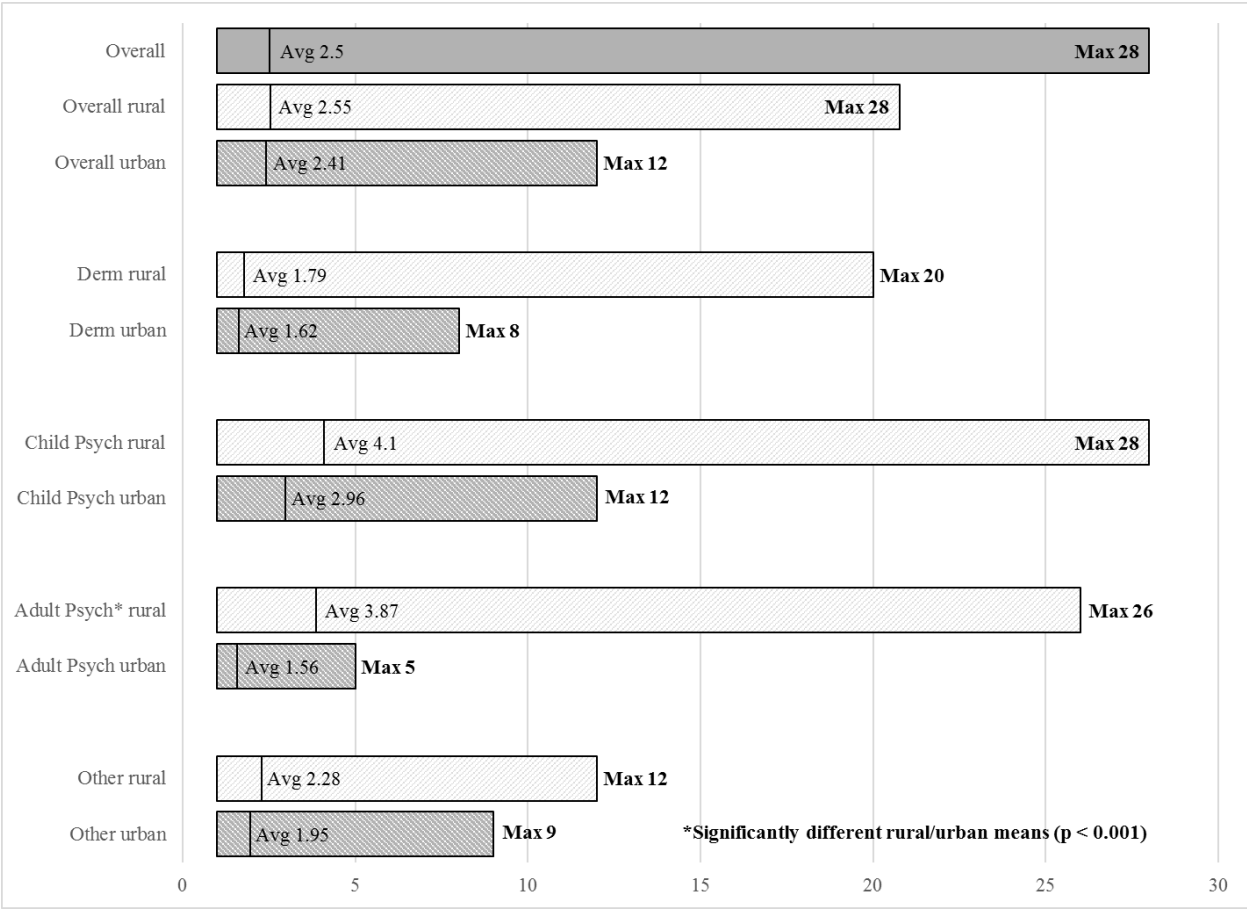 Overall Avg 2.5 Max 28
Overall rural Avg 2.55 Max 28
Overall urban Avg 2.41 Max 12
Derm rural Avg 1.79 Max 20
Derm urban Avg 1.62 Max 8
Child Psych rural Avg 4.1 Max 28
Child Psych urban Avg 2.96 Max 12
Adult Psych* rural Avg 3.87 Max 26
Adult Psych urban Avg 1.56 Max 5
Other rural Avg 2.28 Max 12
Other urban Avg 1.95 Max 9 *Significantly different rural/urban means (p < 0.001)
0 5 10 15 20 25 30